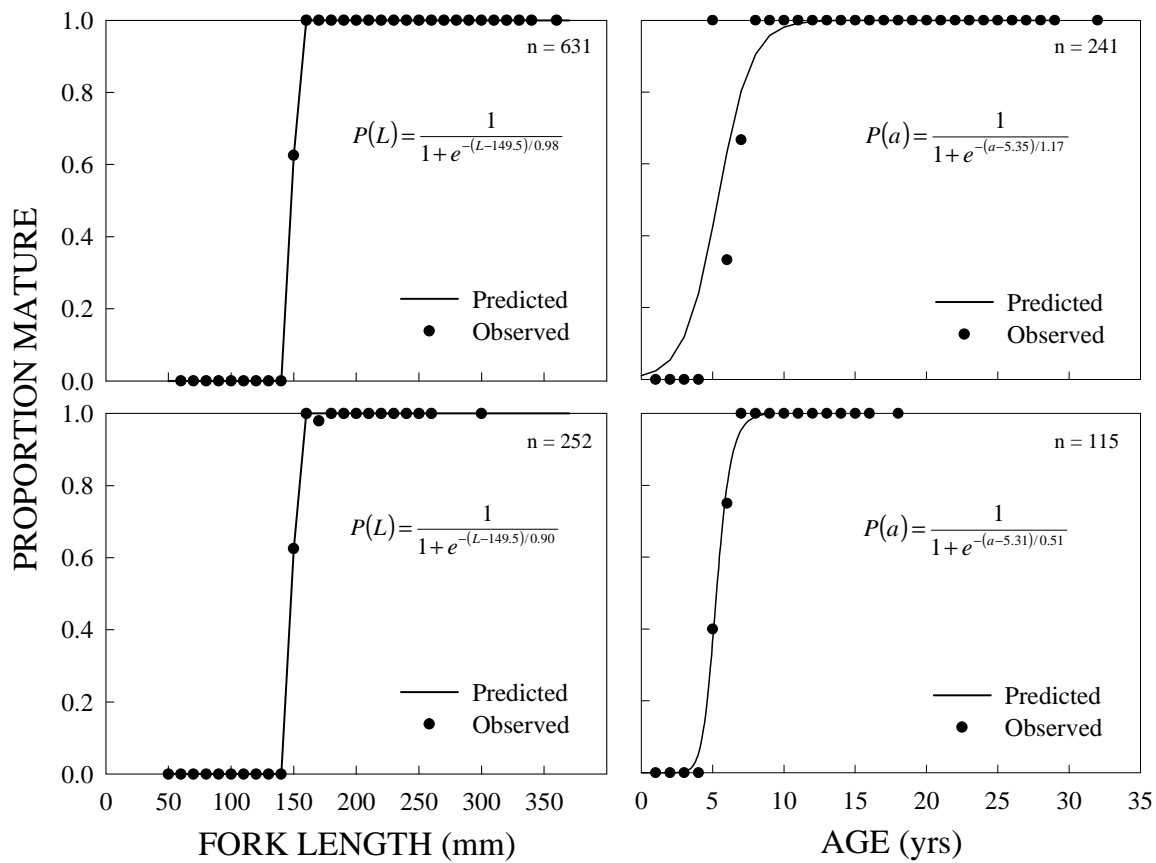 PROPORTION MATURE
1.0
0.8
0.6
0.4
0.2
0.0
n = 631
P(L) = 1 / (1 + e^{-(L-149.5)/0.98})
Predicted
Observed
n = 241
P(a) = 1 / (1 + e^{-(a-5.35)/1.17})
Predicted
Observed
1.0
0.8
0.6
0.4
0.2
0.0
n = 252
P(L) = 1 / (1 + e^{-(L-149.5)/0.90})
Predicted
Observed
0 50 100 150 200 250 300 350
FORK LENGTH (mm)
n = 115
P(a) = 1 / (1 + e^{-(a-5.31)/0.51})
Predicted
Observed
0 5 10 15 20 25 30 35
AGE (yrs)